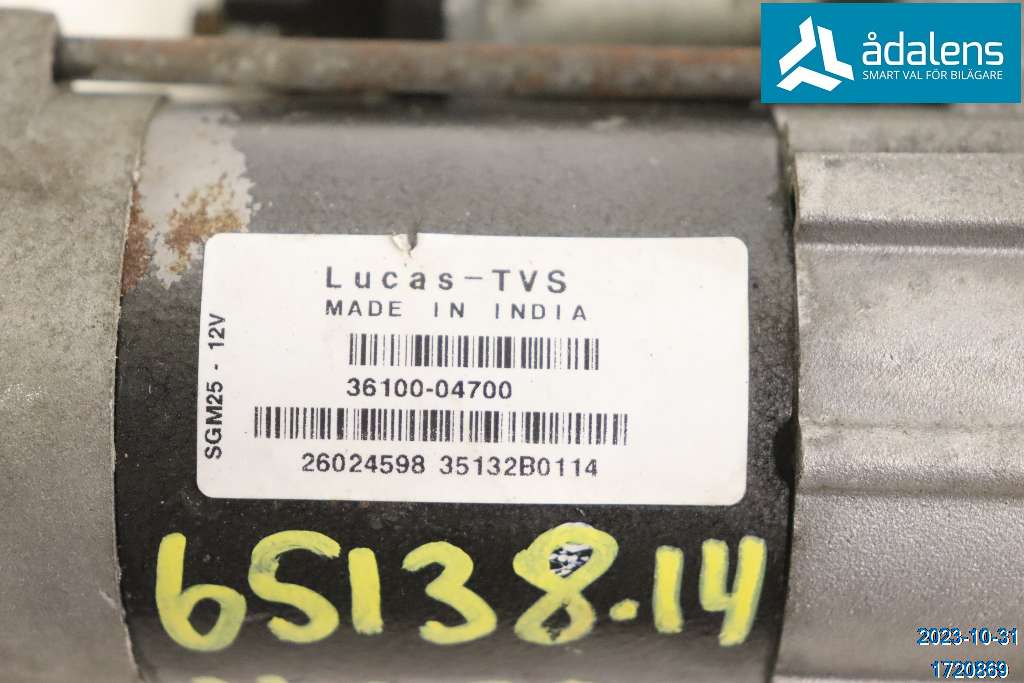 ådalens
SMART VAL FÖR BILÄGARE
Lucas-TVS
MADE IN INDIA
36100-04700
26024598 35132B0114
SGM25 - 12V
65138.14
2023-10-31
1720869